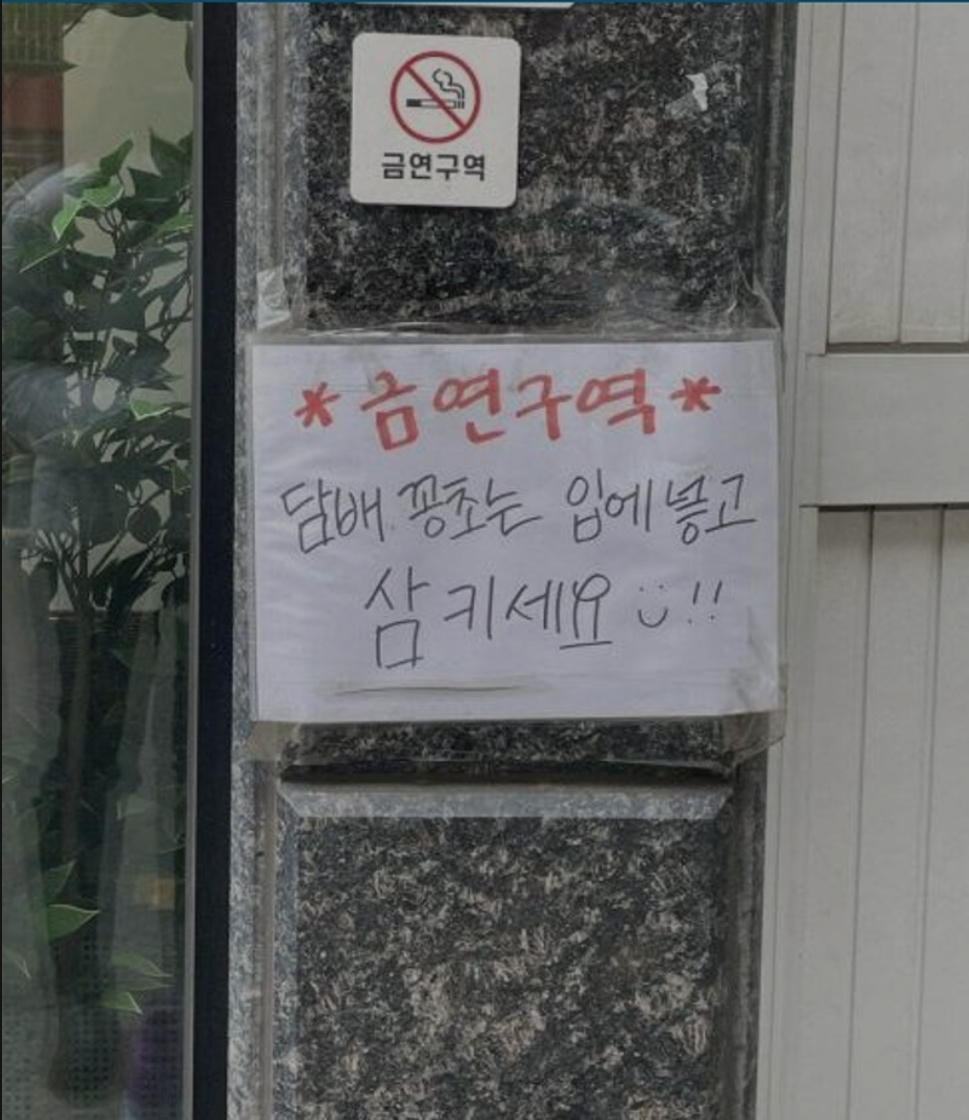 금연구역
*금연구역*
담배 꽁초는 입에 넣고
삼키세요 :) !!